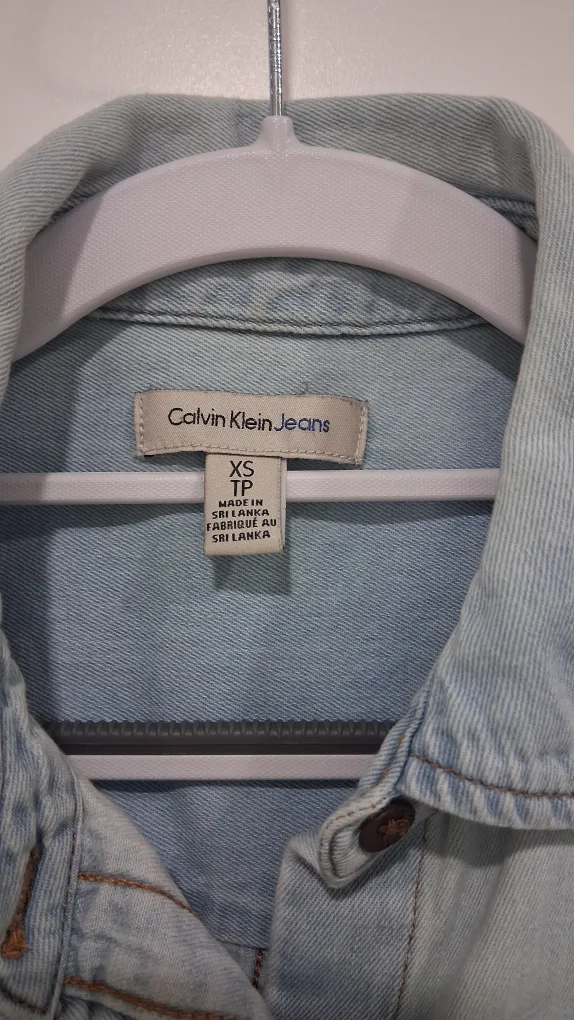 Calvin Klein Jeans
XS
TP
MADE IN
SRI LANKA
FABRIQUÉ AU
SRI LANKA